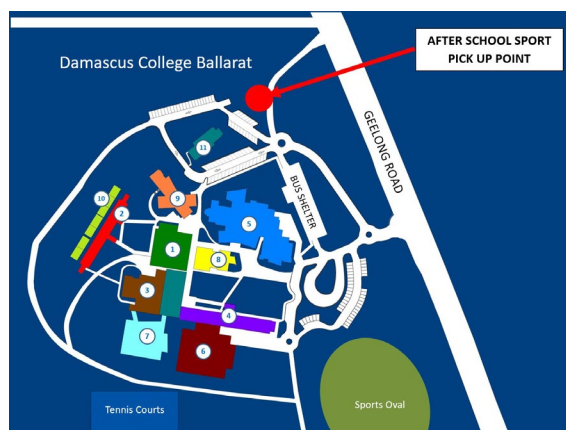 AFTER SCHOOL SPORT
PICK UP POINT
Damascus College Ballarat
GEELONG ROAD
11
BUS SHELTER
10
9
2
5
1
8
3
4
7
6
Tennis Courts
Sports Oval